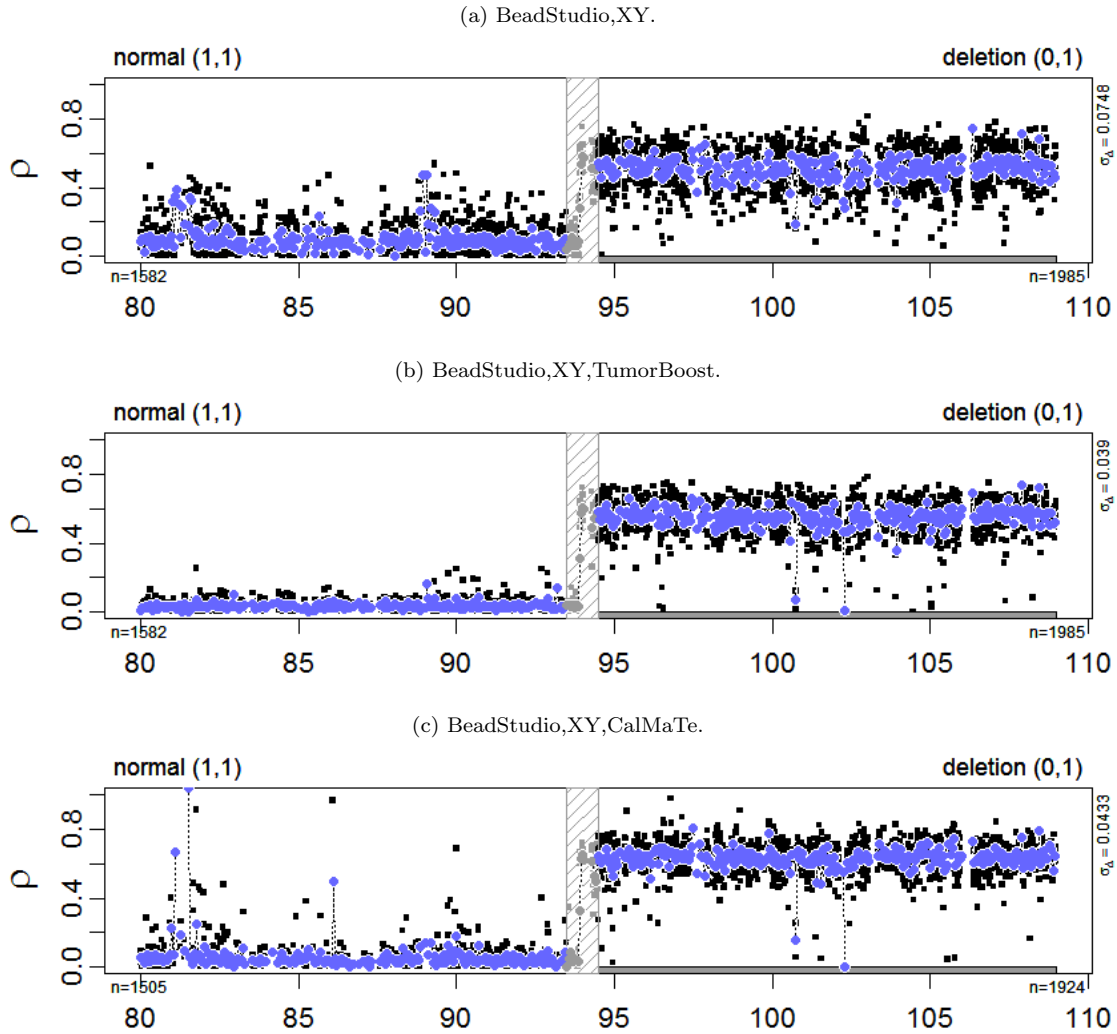 (a) BeadStudio,XY.
normal (1,1) deletion (0,1)
ρ
0.0 0.4 0.8
σΔ = 0.0748
n=1582 n=1985
80 85 90 95 100 105 110
(b) BeadStudio,XY,TumorBoost.
normal (1,1) deletion (0,1)
ρ
0.0 0.4 0.8
σΔ = 0.039
n=1582 n=1985
80 85 90 95 100 105 110
(c) BeadStudio,XY,CalMaTe.
normal (1,1) deletion (0,1)
ρ
0.0 0.4 0.8
σΔ = 0.0433
n=1505 n=1924
80 85 90 95 100 105 110